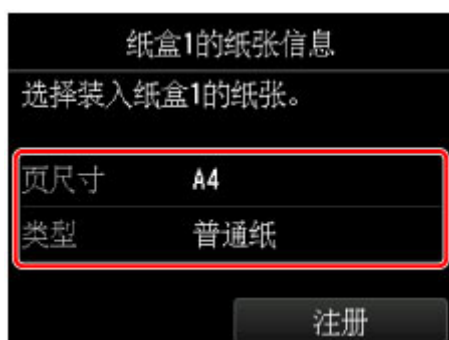 纸盒1的纸张信息
选择装入纸盒1的纸张。
页尺寸 A4
类型 普通纸
注册